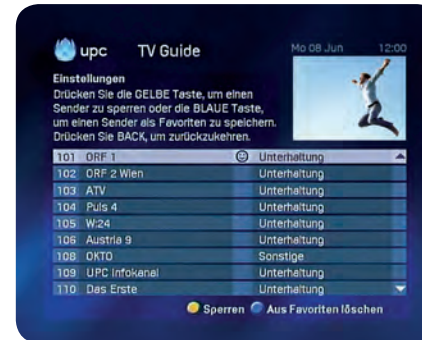 upc TV Guide Mo 08 Jun 12:00
Einstellungen
Drücken Sie die GELBE Taste, um einen
Sender zu sperren oder die BLAUE Taste,
um einen Sender als Favoriten zu speichern.
Drücken Sie BACK, um zurückzukehren.
101 ORF 1 Unterhaltung
102 ORF 2 Wien Unterhaltung
103 ATV Unterhaltung
104 Puls 4 Unterhaltung
105 W:24 Unterhaltung
106 Austria 9 Unterhaltung
108 OKTO Sonstige
109 UPC Infokanal Unterhaltung
110 Das Erste Unterhaltung
Sperren Aus Favoriten löschen